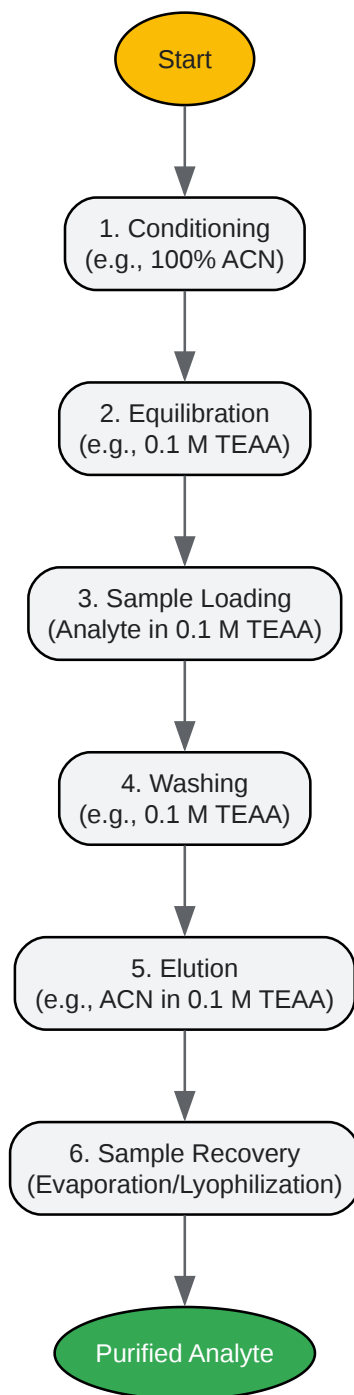 Start
1. Conditioning
(e.g., 100% ACN)
2. Equilibration
(e.g., 0.1 M TEAA)
3. Sample Loading
(Analyte in 0.1 M TEAA)
4. Washing
(e.g., 0.1 M TEAA)
5. Elution
(e.g., ACN in 0.1 M TEAA)
6. Sample Recovery
(Evaporation/Lyophilization)
Purified Analyte